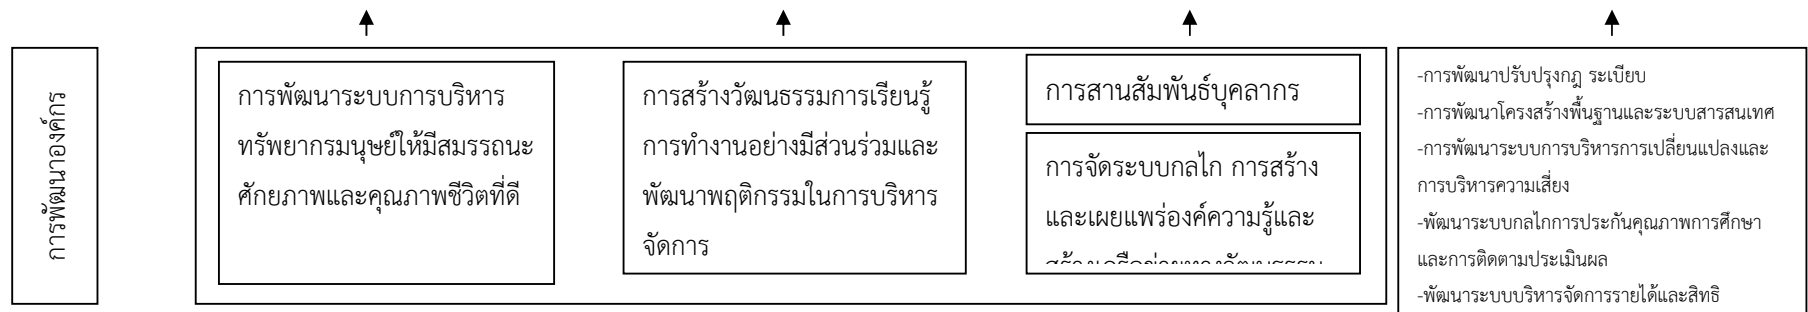 การพัฒนาองค์กร
การพัฒนาระบบการบริหาร
ทรัพยากรมนุษย์ให้มีสมรรถนะ
ศักยภาพและคุณภาพชีวิตที่ดี
การสร้างวัฒนธรรมการเรียนรู้
การทำงานอย่างมีส่วนร่วมและ
พัฒนาพฤติกรรมในการบริหาร
จัดการ
การสานสัมพันธ์บุคลากร
การจัดระบบกลไก การสร้าง
และเผยแพร่องค์ความรู้และ
-การพัฒนาปรับปรุงกฎ ระเบียบ
-การพัฒนาโครงสร้างพื้นฐานและระบบสารสนเทศ
-การพัฒนาระบบการบริหารการเปลี่ยนแปลงและ
การบริหารความเสี่ยง
-พัฒนาระบบกลไกการประกันคุณภาพการศึกษา
และการติดตามประเมินผล
-พัฒนาระบบบริหารจัดการรายได้และสิทธิ